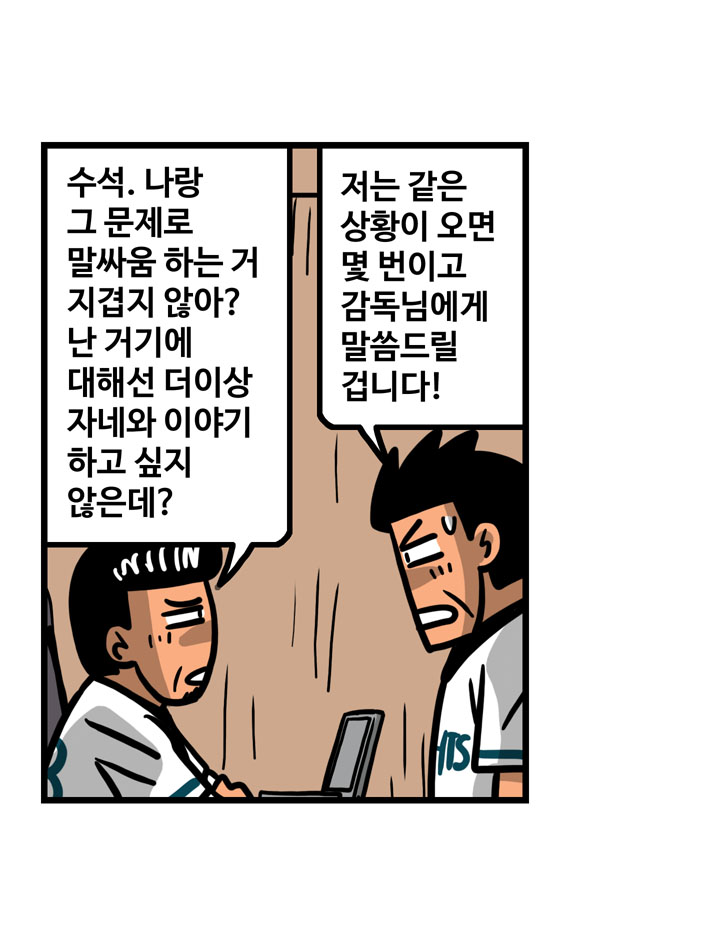 수석. 나랑
그 문제로
말싸움 하는 거
지겹지 않아?
난 거기에
대해선 더이상
자네와 이야기
하고 싶지
않은데?
저는 같은
상황이 오면
몇 번이고
감독님에게
말씀드릴
겁니다!